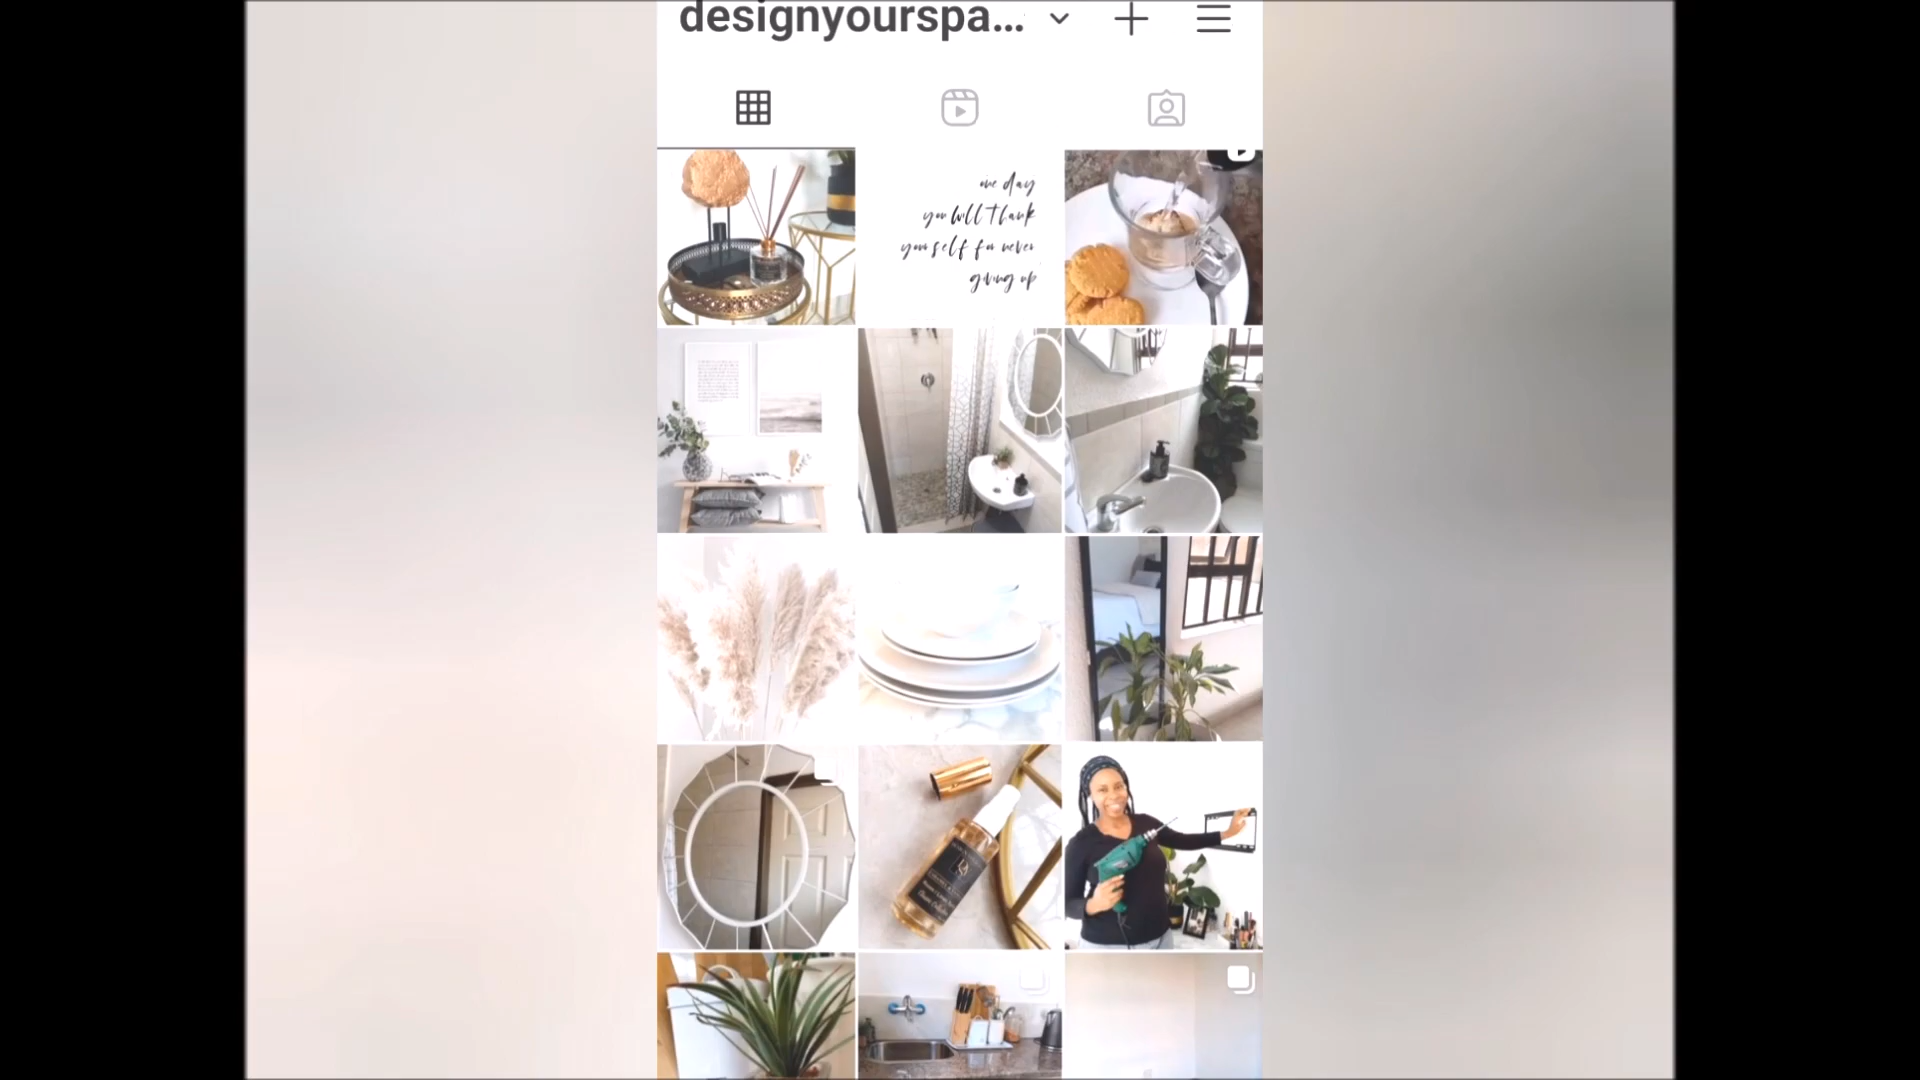 designyourspa...
one day
you will thank
yourself for never
giving up